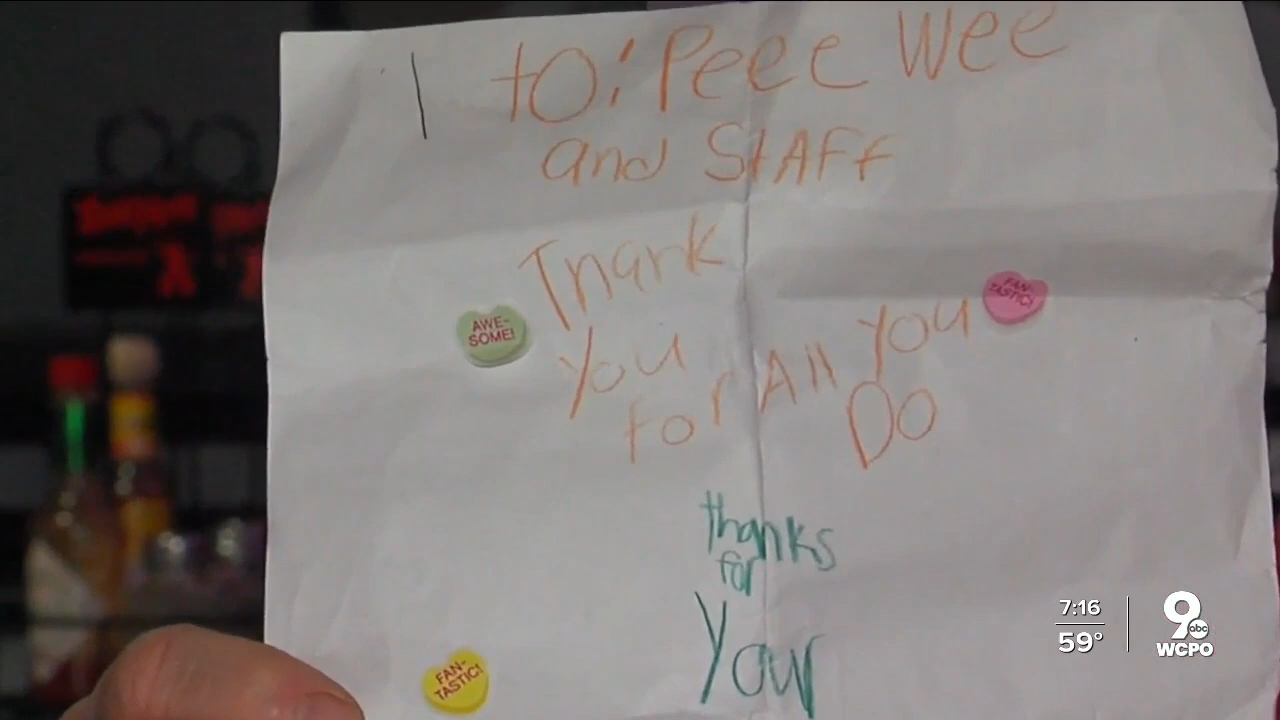 to: Peee Wee
and StAFF
Thank
You
for All you
Do
AWE-
SOME!
FAN-
TASTIC!
thanks
for
Your
FAN-
TASTIC!
7:16
59°
9
abc
WCPO